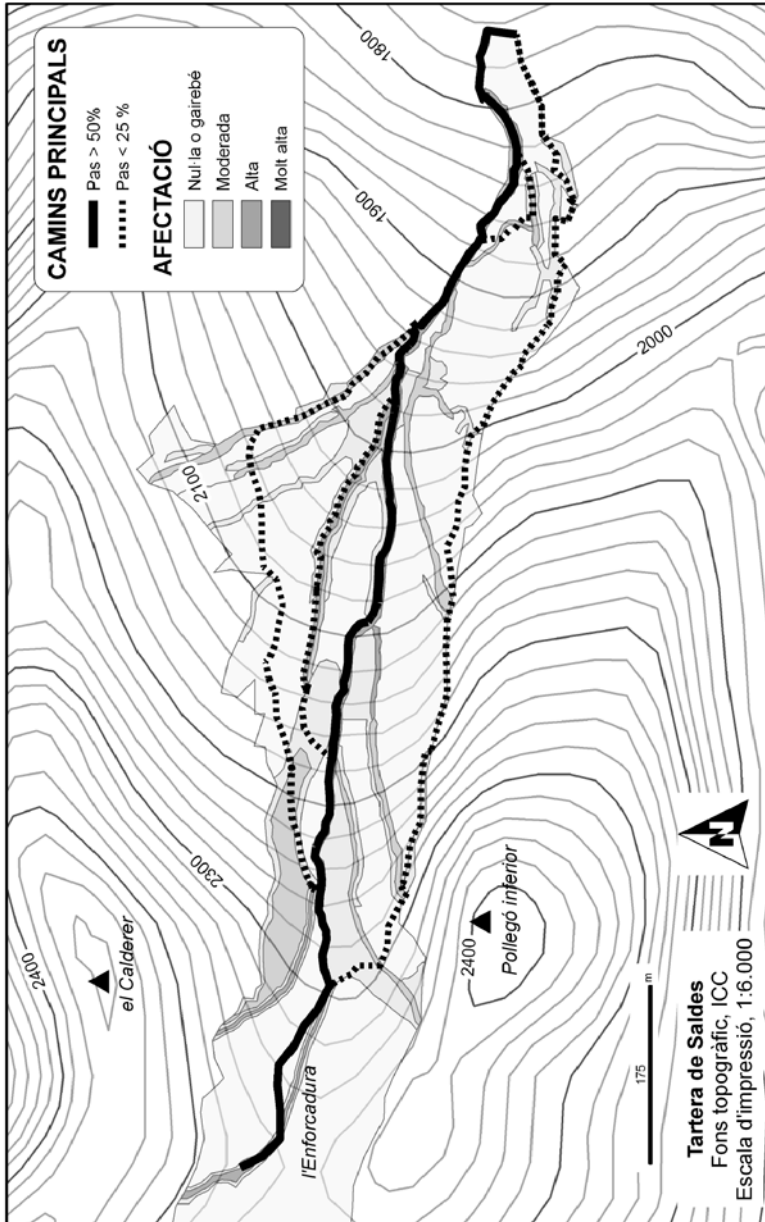 CAMINS PRINCIPALS
Pas > 50%
Pas < 25 %
AFECTACIÓ
Nul·la o gairebé
Moderada
Alta
Molt alta
1800
1900
2000
2100
2300
2400
el Calderer
2400
Pollegó inferior
l'Enforcadura
N
175
m
Tartera de Saldes
Fons topogràfic, ICC
Escala d'impressió, 1:6.000